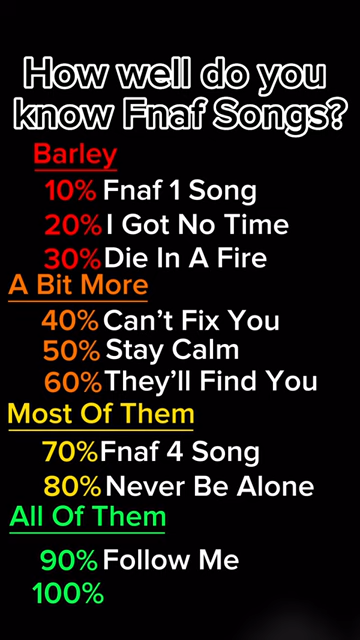 How well do you
know Fnaf Songs?
Barley
10% Fnaf 1 Song
20% I Got No Time
30% Die In A Fire
A Bit More
40% Can't Fix You
50% Stay Calm
60% They'll Find You
Most Of Them
70% Fnaf 4 Song
80% Never Be Alone
All Of Them
90% Follow Me
100%